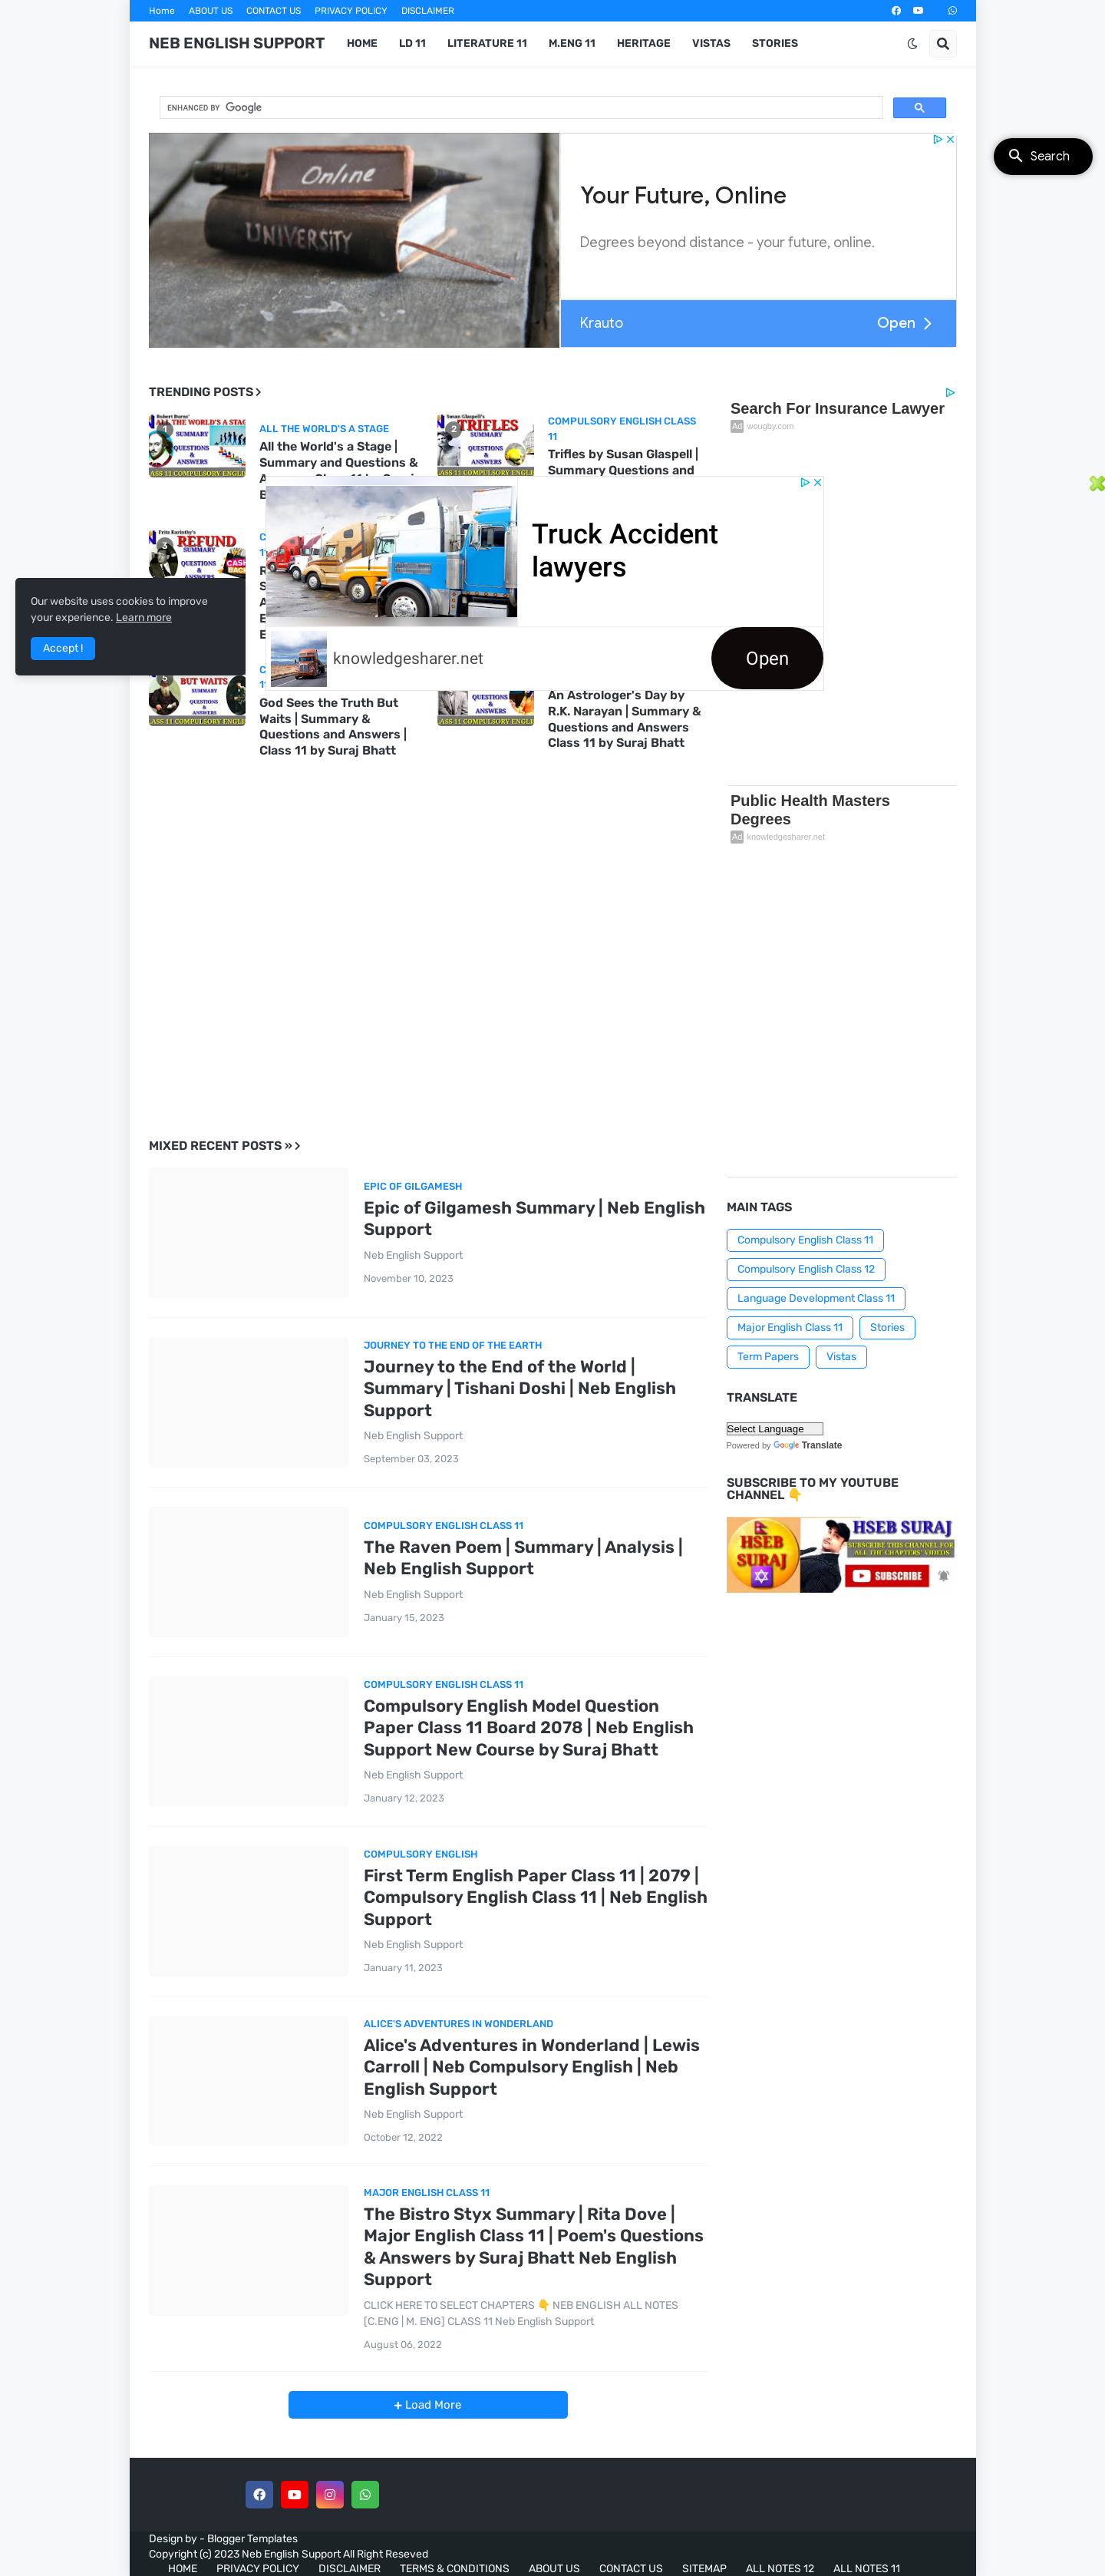 Home ABOUT US CONTACT US PRIVACY POLICY DISCLAIMER
NEB ENGLISH SUPPORT HOME LD 11 LITERATURE 11 M.ENG 11 HERITAGE VISTAS STORIES
ENHANCED BY Google
Search
Online
UNIVERSITY
Your Future, Online
Degrees beyond distance - your future, online.
Krauto
Open
TRENDING POSTS
1
ALL THE WORLD'S A STAGE
All the World's a Stage |
Summary and Questions &
2
TRIFLES
SUMMARY
QUESTIONS
&
ANSWERS
COMPULSORY ENGLISH CLASS
11
Trifles by Susan Glaspell |
Summary Questions and
Search For Insurance Lawyer
Ad wougby.com
Truck Accident
lawyers
knowledgesharer.net
Open
3
REFUND
SUMMARY
QUESTIONS
Our website uses cookies to improve
your experience. Learn more
Accept !
5
BUT WAITS
SUMMARY
QUESTIONS
&
ANSWERS
God Sees the Truth But
Waits | Summary &
Questions and Answers |
Class 11 by Suraj Bhatt
An Astrologer's Day by
R.K. Narayan | Summary &
Questions and Answers
Class 11 by Suraj Bhatt
Public Health Masters
Degrees
Ad knowledgesharer.net
MIXED RECENT POSTS »
EPIC OF GILGAMESH
Epic of Gilgamesh Summary | Neb English
Support
Neb English Support
November 10, 2023
JOURNEY TO THE END OF THE EARTH
Journey to the End of the World |
Summary | Tishani Doshi | Neb English
Support
Neb English Support
September 03, 2023
COMPULSORY ENGLISH CLASS 11
The Raven Poem | Summary | Analysis |
Neb English Support
Neb English Support
January 15, 2023
COMPULSORY ENGLISH CLASS 11
Compulsory English Model Question
Paper Class 11 Board 2078 | Neb English
Support New Course by Suraj Bhatt
Neb English Support
January 12, 2023
COMPULSORY ENGLISH
First Term English Paper Class 11 | 2079 |
Compulsory English Class 11 | Neb English
Support
Neb English Support
January 11, 2023
ALICE'S ADVENTURES IN WONDERLAND
Alice's Adventures in Wonderland | Lewis
Carroll | Neb Compulsory English | Neb
English Support
Neb English Support
October 12, 2022
MAJOR ENGLISH CLASS 11
The Bistro Styx Summary | Rita Dove |
Major English Class 11 | Poem's Questions
& Answers by Suraj Bhatt Neb English
Support
CLICK HERE TO SELECT CHAPTERS 👇 NEB ENGLISH ALL NOTES
[C.ENG | M. ENG] CLASS 11 Neb English Support
August 06, 2022
+ Load More
MAIN TAGS
Compulsory English Class 11
Compulsory English Class 12
Language Development Class 11
Major English Class 11 Stories
Term Papers Vistas
TRANSLATE
Select Language
Powered by Google Translate
SUBSCRIBE TO MY YOUTUBE
CHANNEL 👇
HSEB
SURAJ
HSEB SURAJ
SUBSCRIBE THIS CHANNEL FOR
ALL THE CHAPTERS' VIDEOS
SUBSCRIBE
Design by - Blogger Templates
Copyright (c) 2023 Neb English Support All Right Reseved
HOME PRIVACY POLICY DISCLAIMER TERMS & CONDITIONS ABOUT US CONTACT US SITEMAP ALL NOTES 12 ALL NOTES 11